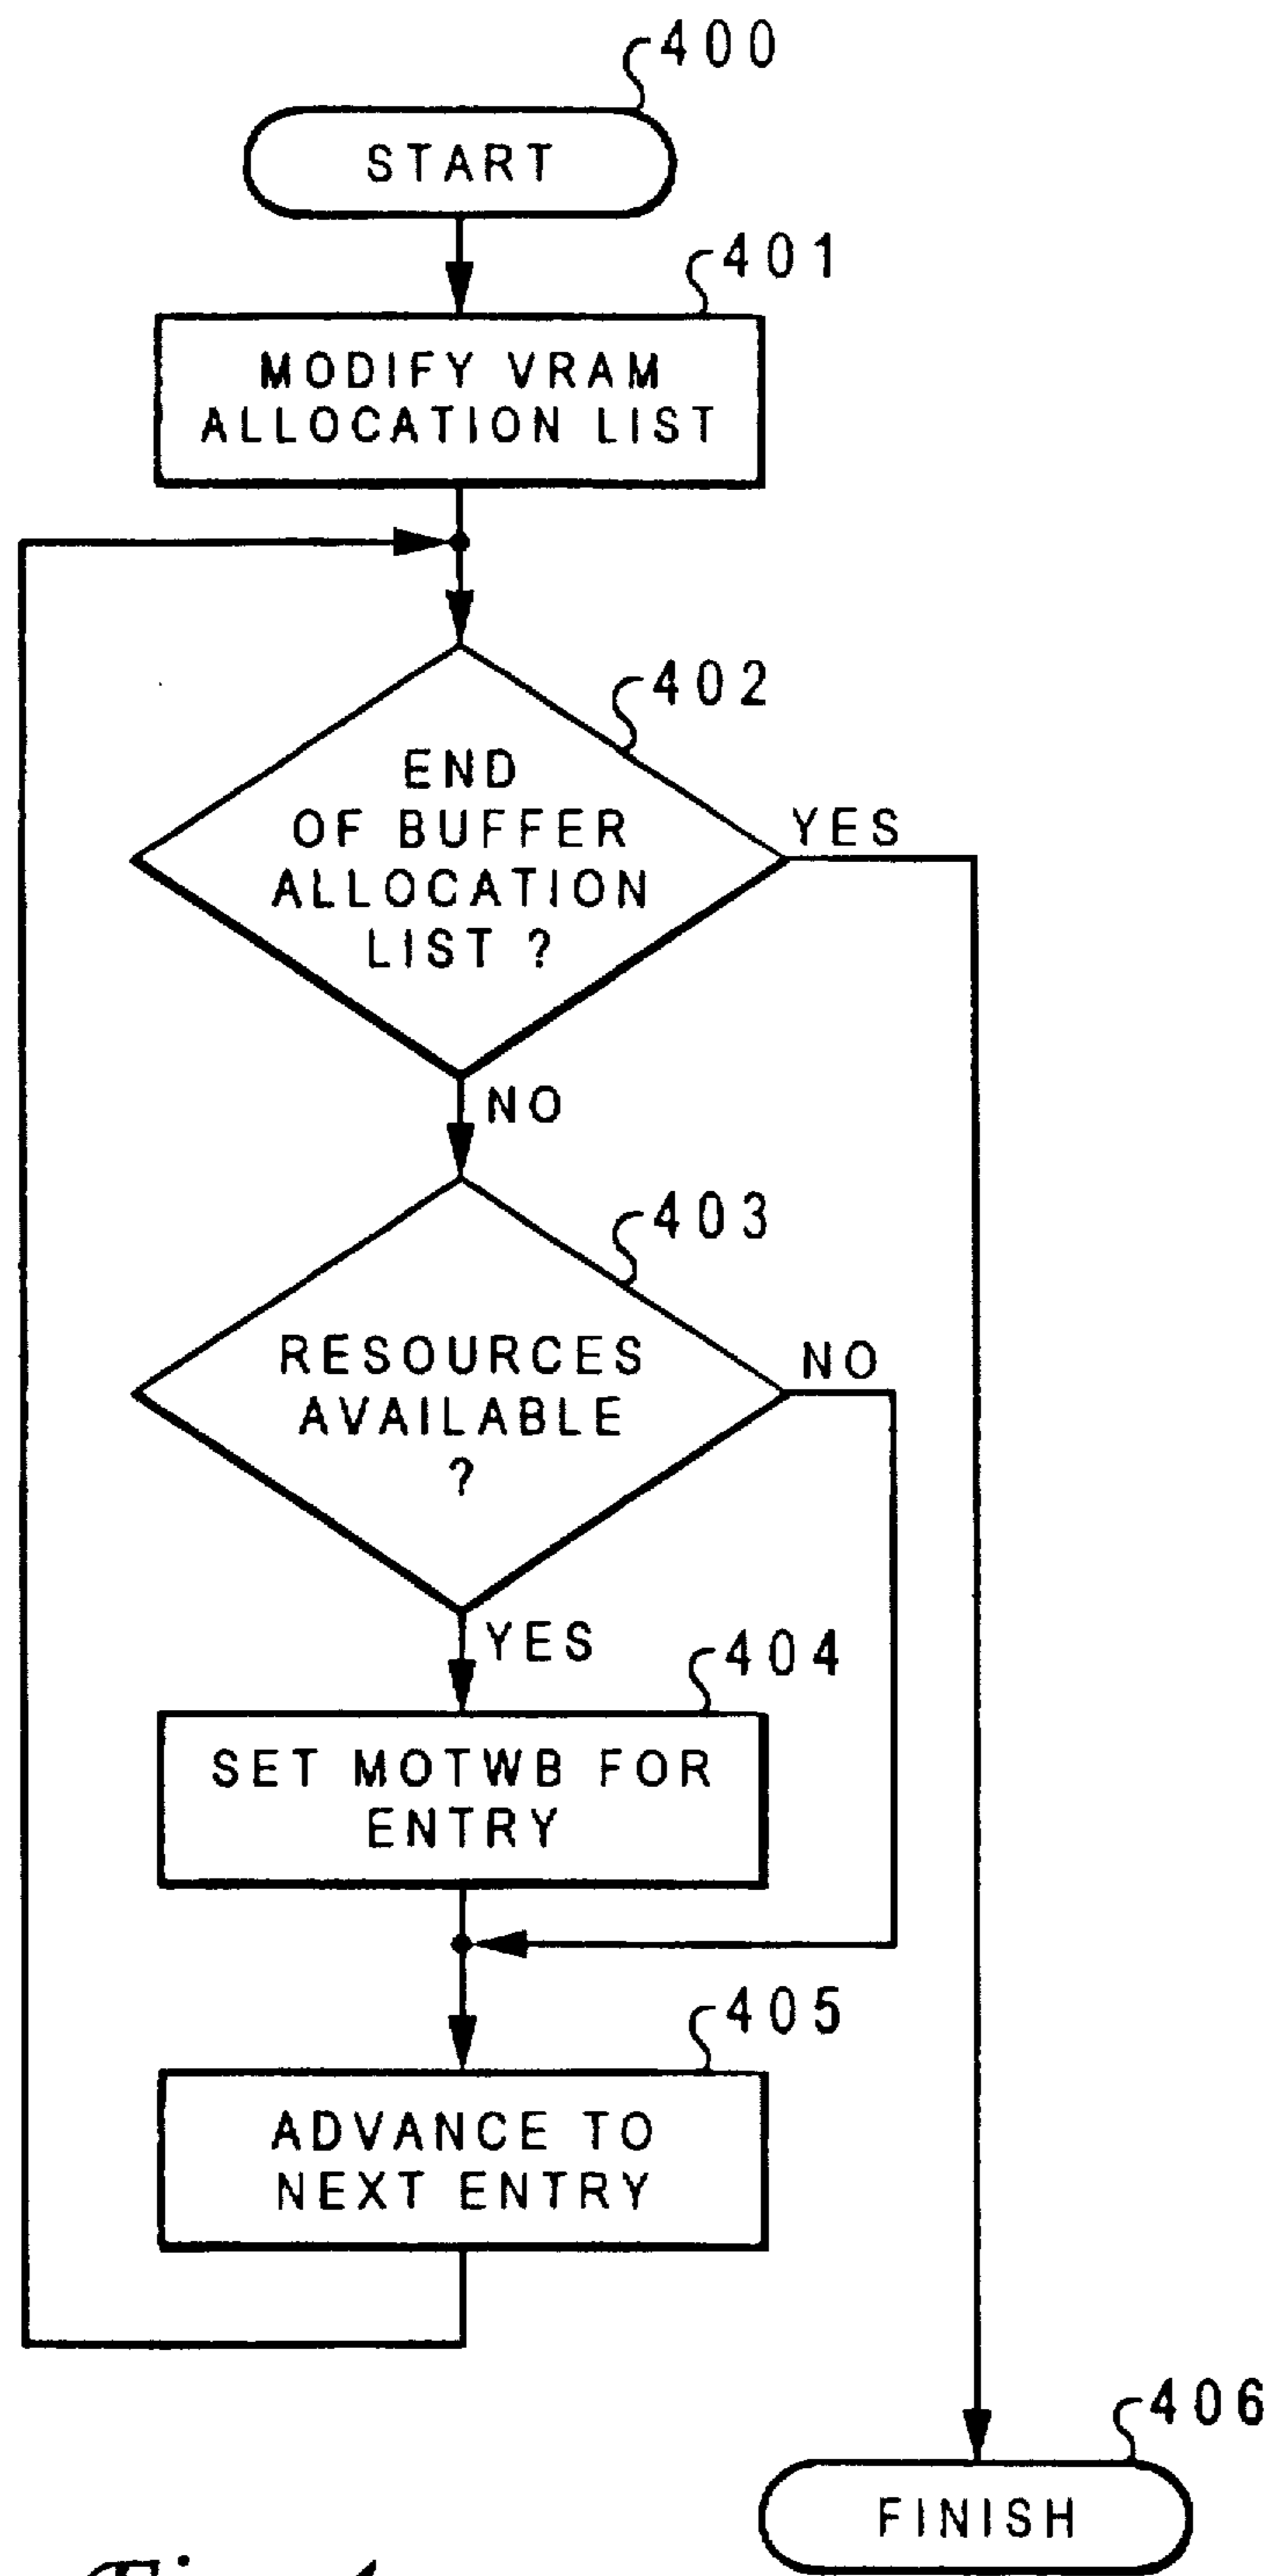 400
START
401
MODIFY VRAM
ALLOCATION LIST
402
END
OF BUFFER
ALLOCATION
LIST ?
YES
NO
403
RESOURCES
AVAILABLE
?
NO
YES
404
SET MOTWB FOR
ENTRY
405
ADVANCE TO
NEXT ENTRY
406
FINISH